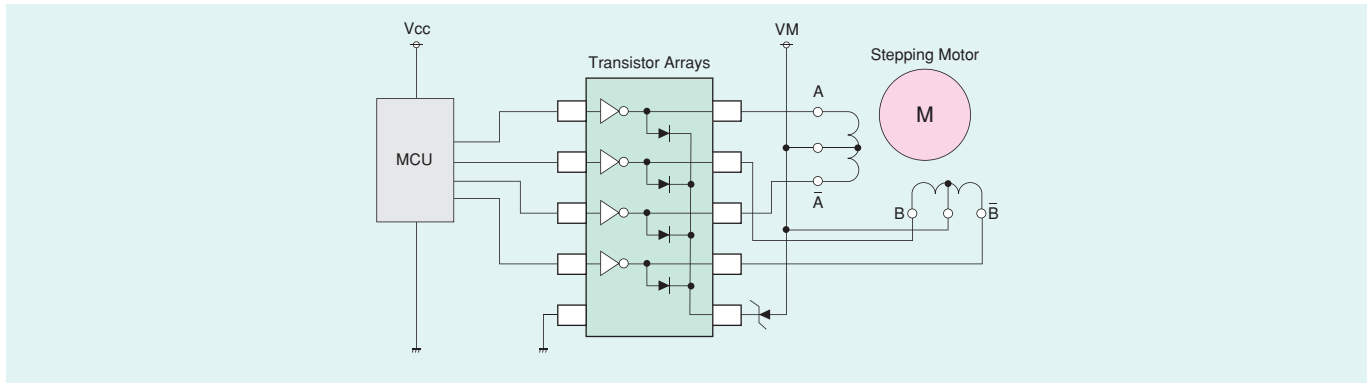 Vcc
VM
Stepping Motor
Transistor Arrays
A
M
MCU
A̅
B
B̅